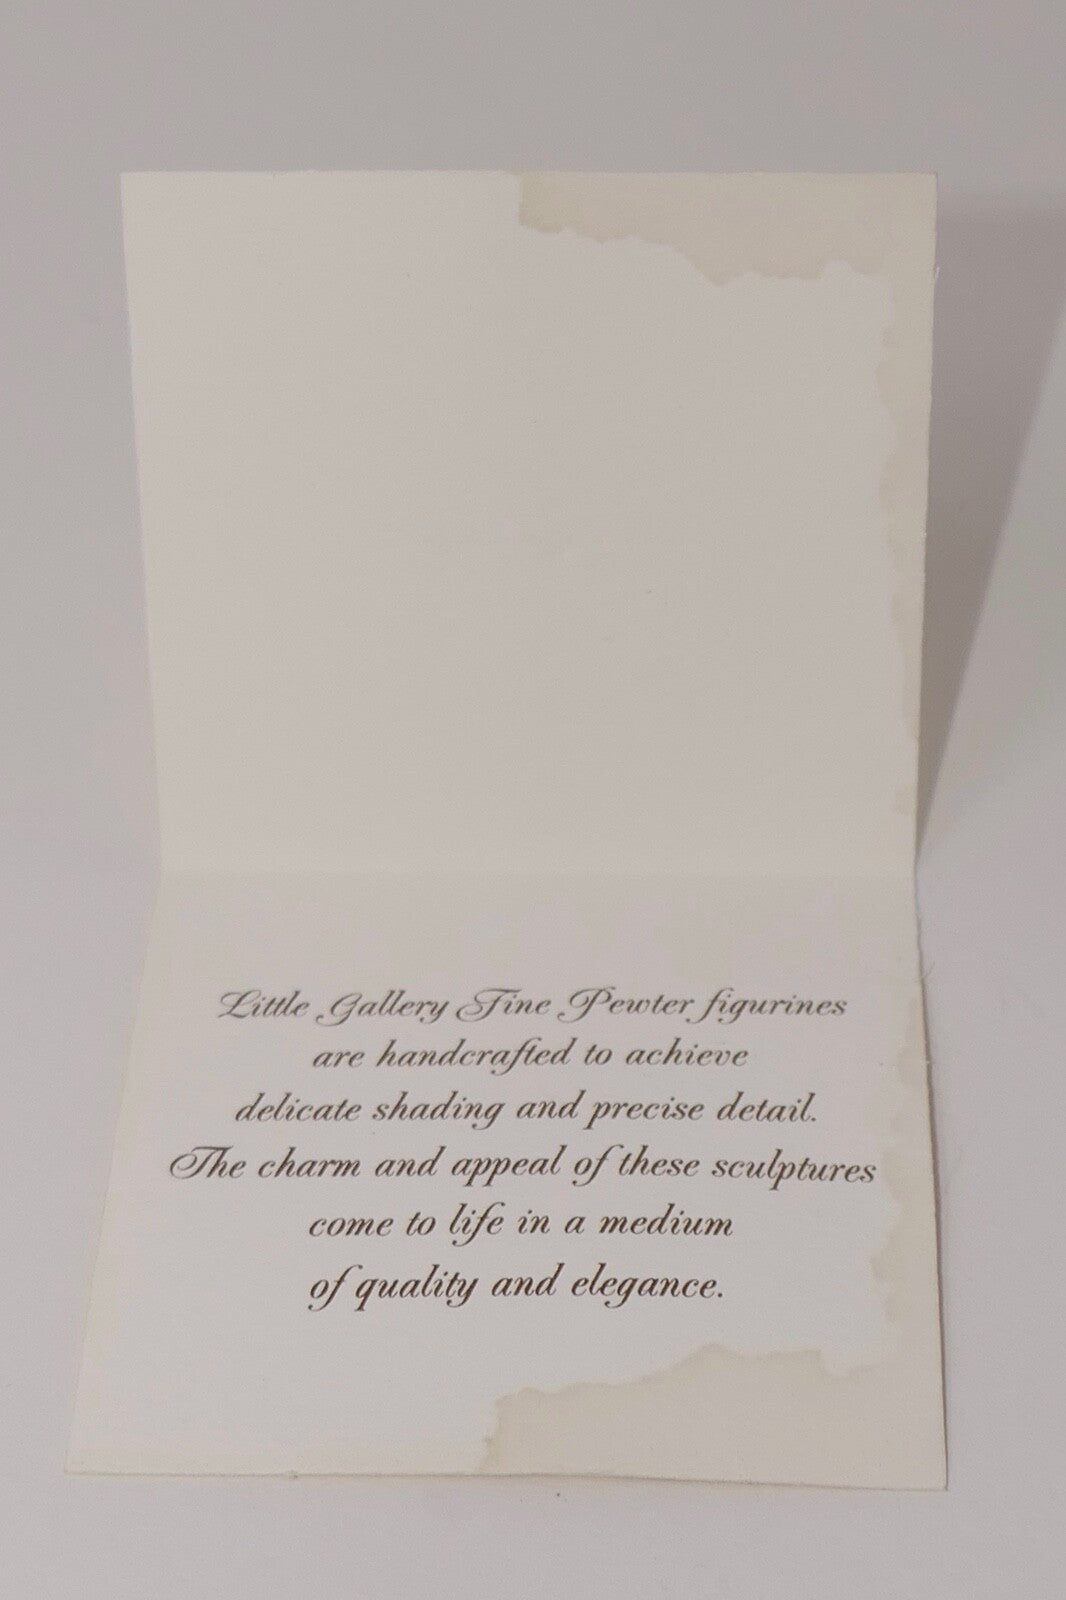 Little Gallery Fine Pewter figurines
are handcrafted to achieve
delicate shading and precise detail.
The charm and appeal of these sculptures
come to life in a medium
of quality and elegance.